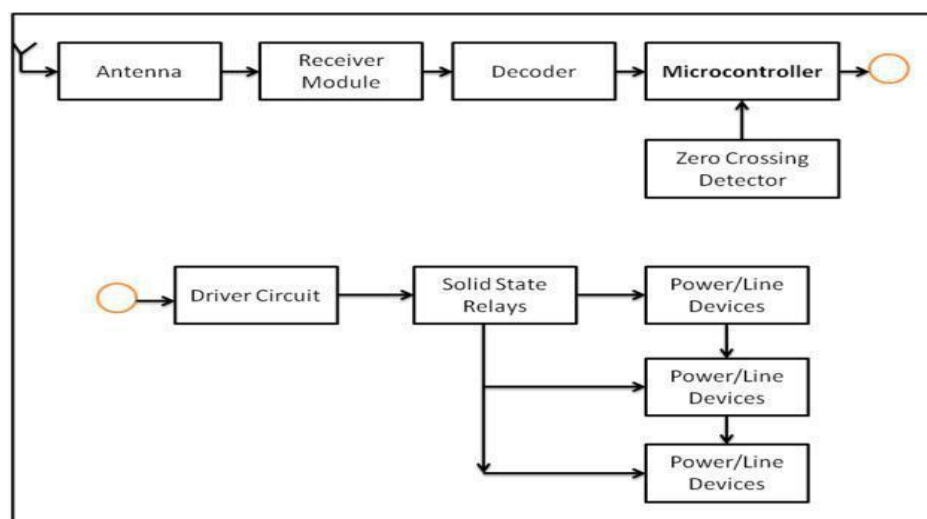 Antenna
Receiver
Module
Decoder
Microcontroller
Zero Crossing
Detector
Driver Circuit
Solid State
Relays
Power/Line
Devices
Power/Line
Devices
Power/Line
Devices